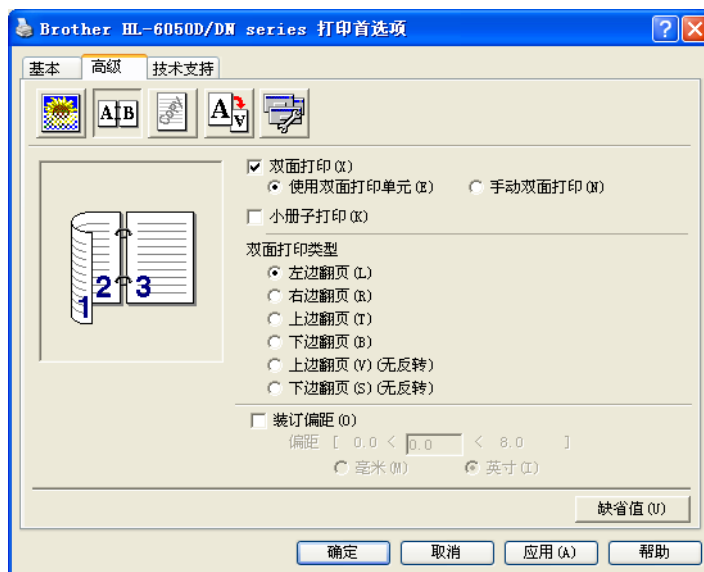 Brother HL-6050D/DN series 打印首选项
基本 高级 技术支持
A B A A
双面打印(X)
使用双面打印单元(E) 手动双面打印(N)
小册子打印(K)
1 2 3
双面打印类型
左边翻页(L)
右边翻页(R)
上边翻页(T)
下边翻页(B)
上边翻页(V)(无反转)
下边翻页(S)(无反转)
装订偏距(O)
偏距 [ 0.0 < 0.0 < 8.0 ]
毫米(M) 英寸(I)
缺省值(U)
确定 取消 应用(A) 帮助